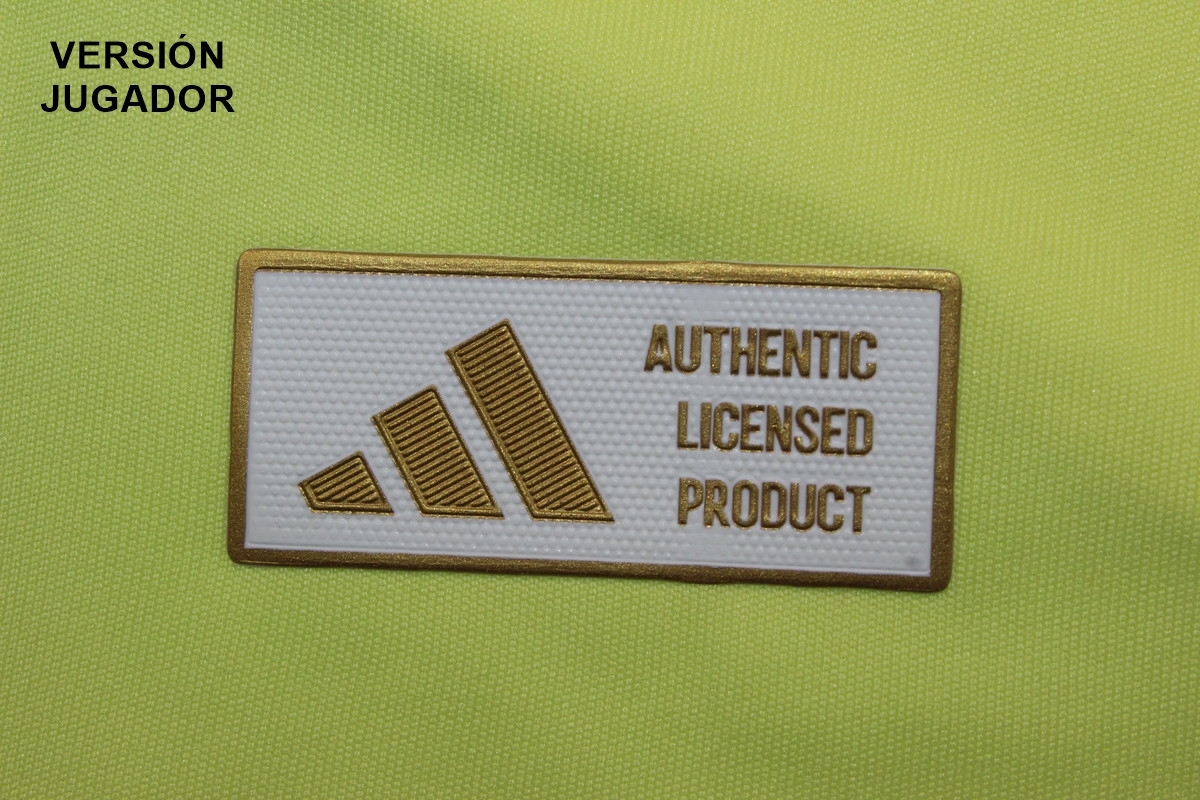 VERSIÓN
JUGADOR
AUTHENTIC
LICENSED
PRODUCT